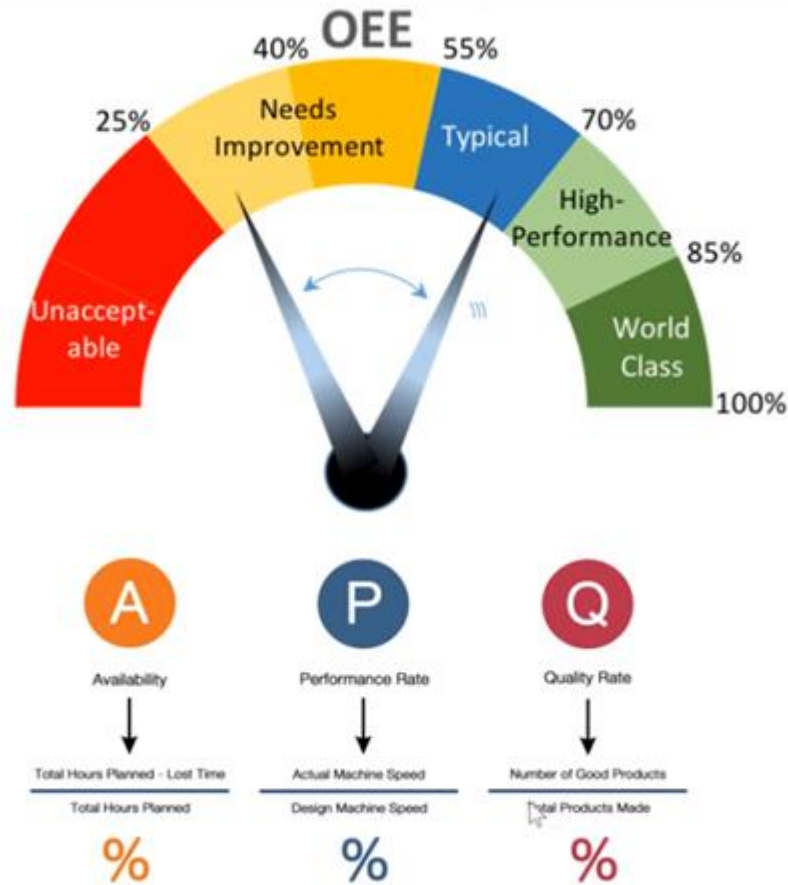 OEE
40%
55%
25%
70%
Needs
Improvement
Typical
High-
Performance
85%
Unaccept-
able
World
Class
100%
A
P
Q
Availability
Performance Rate
Quality Rate
Total Hours Planned - Lost Time
Actual Machine Speed
Number of Good Products
Total Hours Planned
Design Machine Speed
Total Products Made
%
%
%